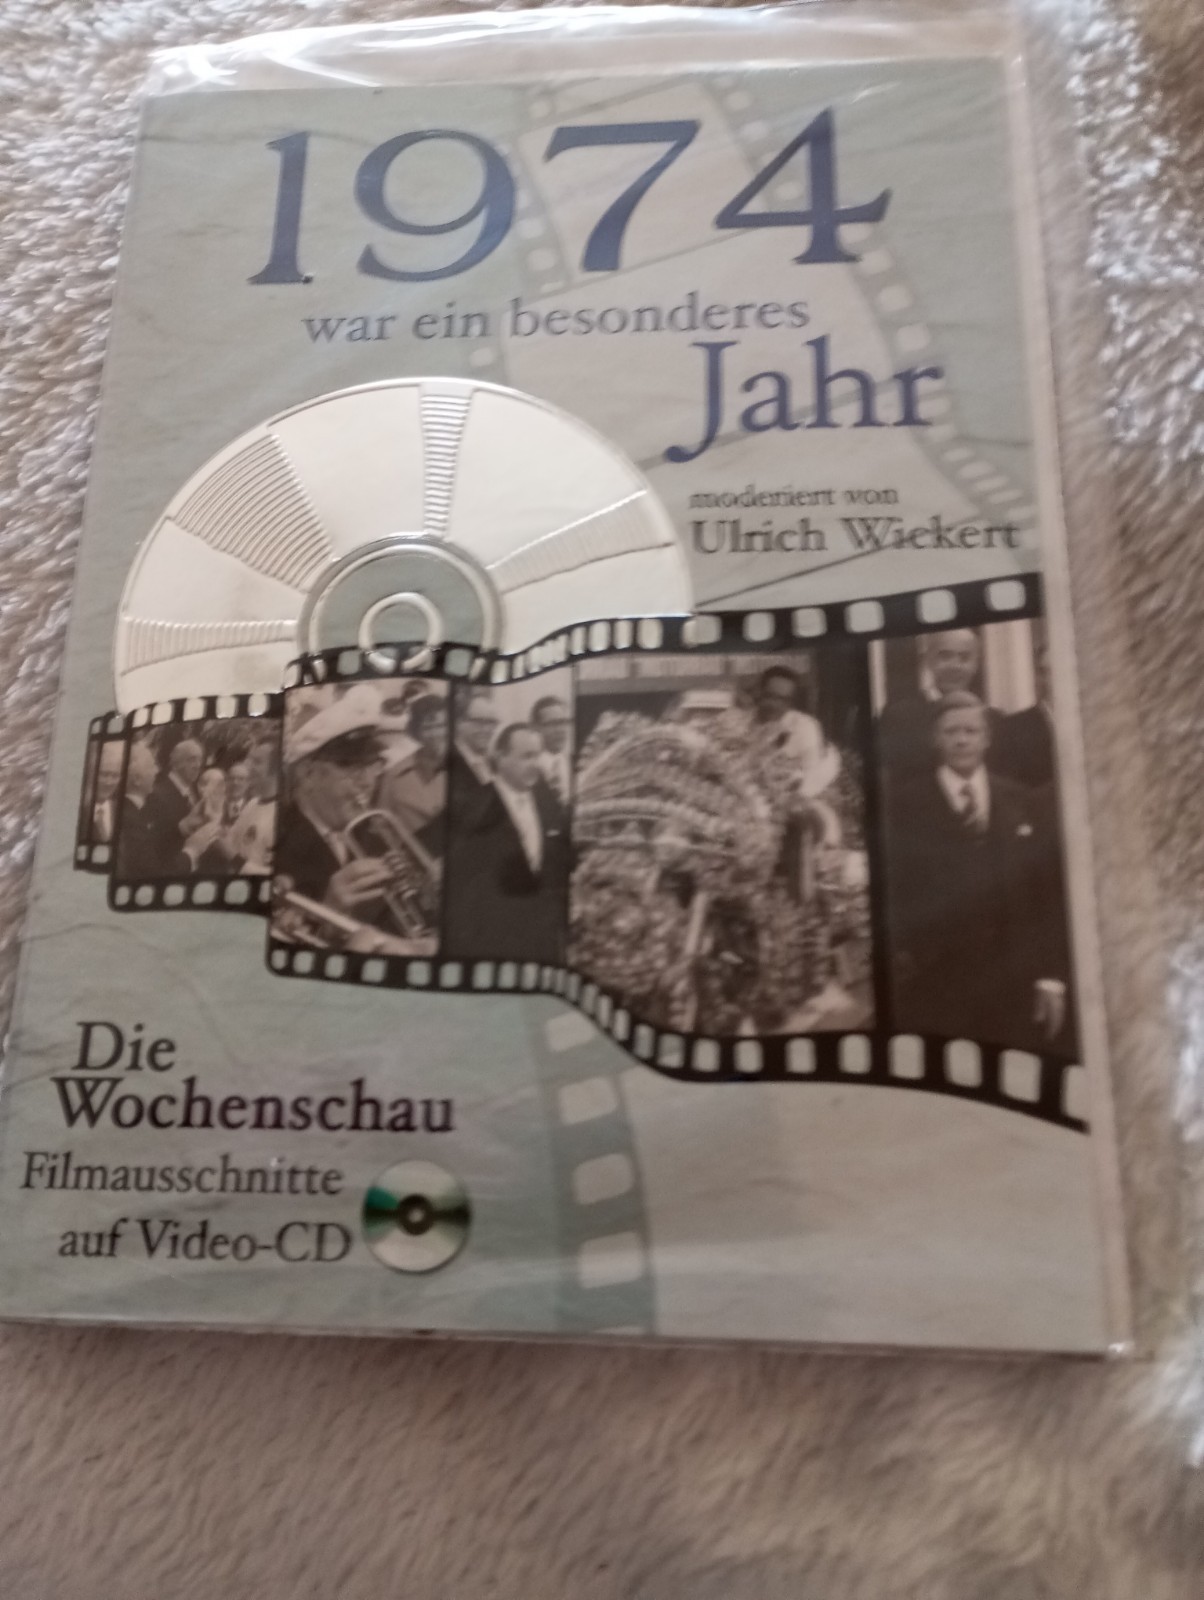 1974
war ein besonderes
Jahr
moderiert von
Ulrich Wickert
Die
Wochenschau
Filmausschnitte
auf Video-CD